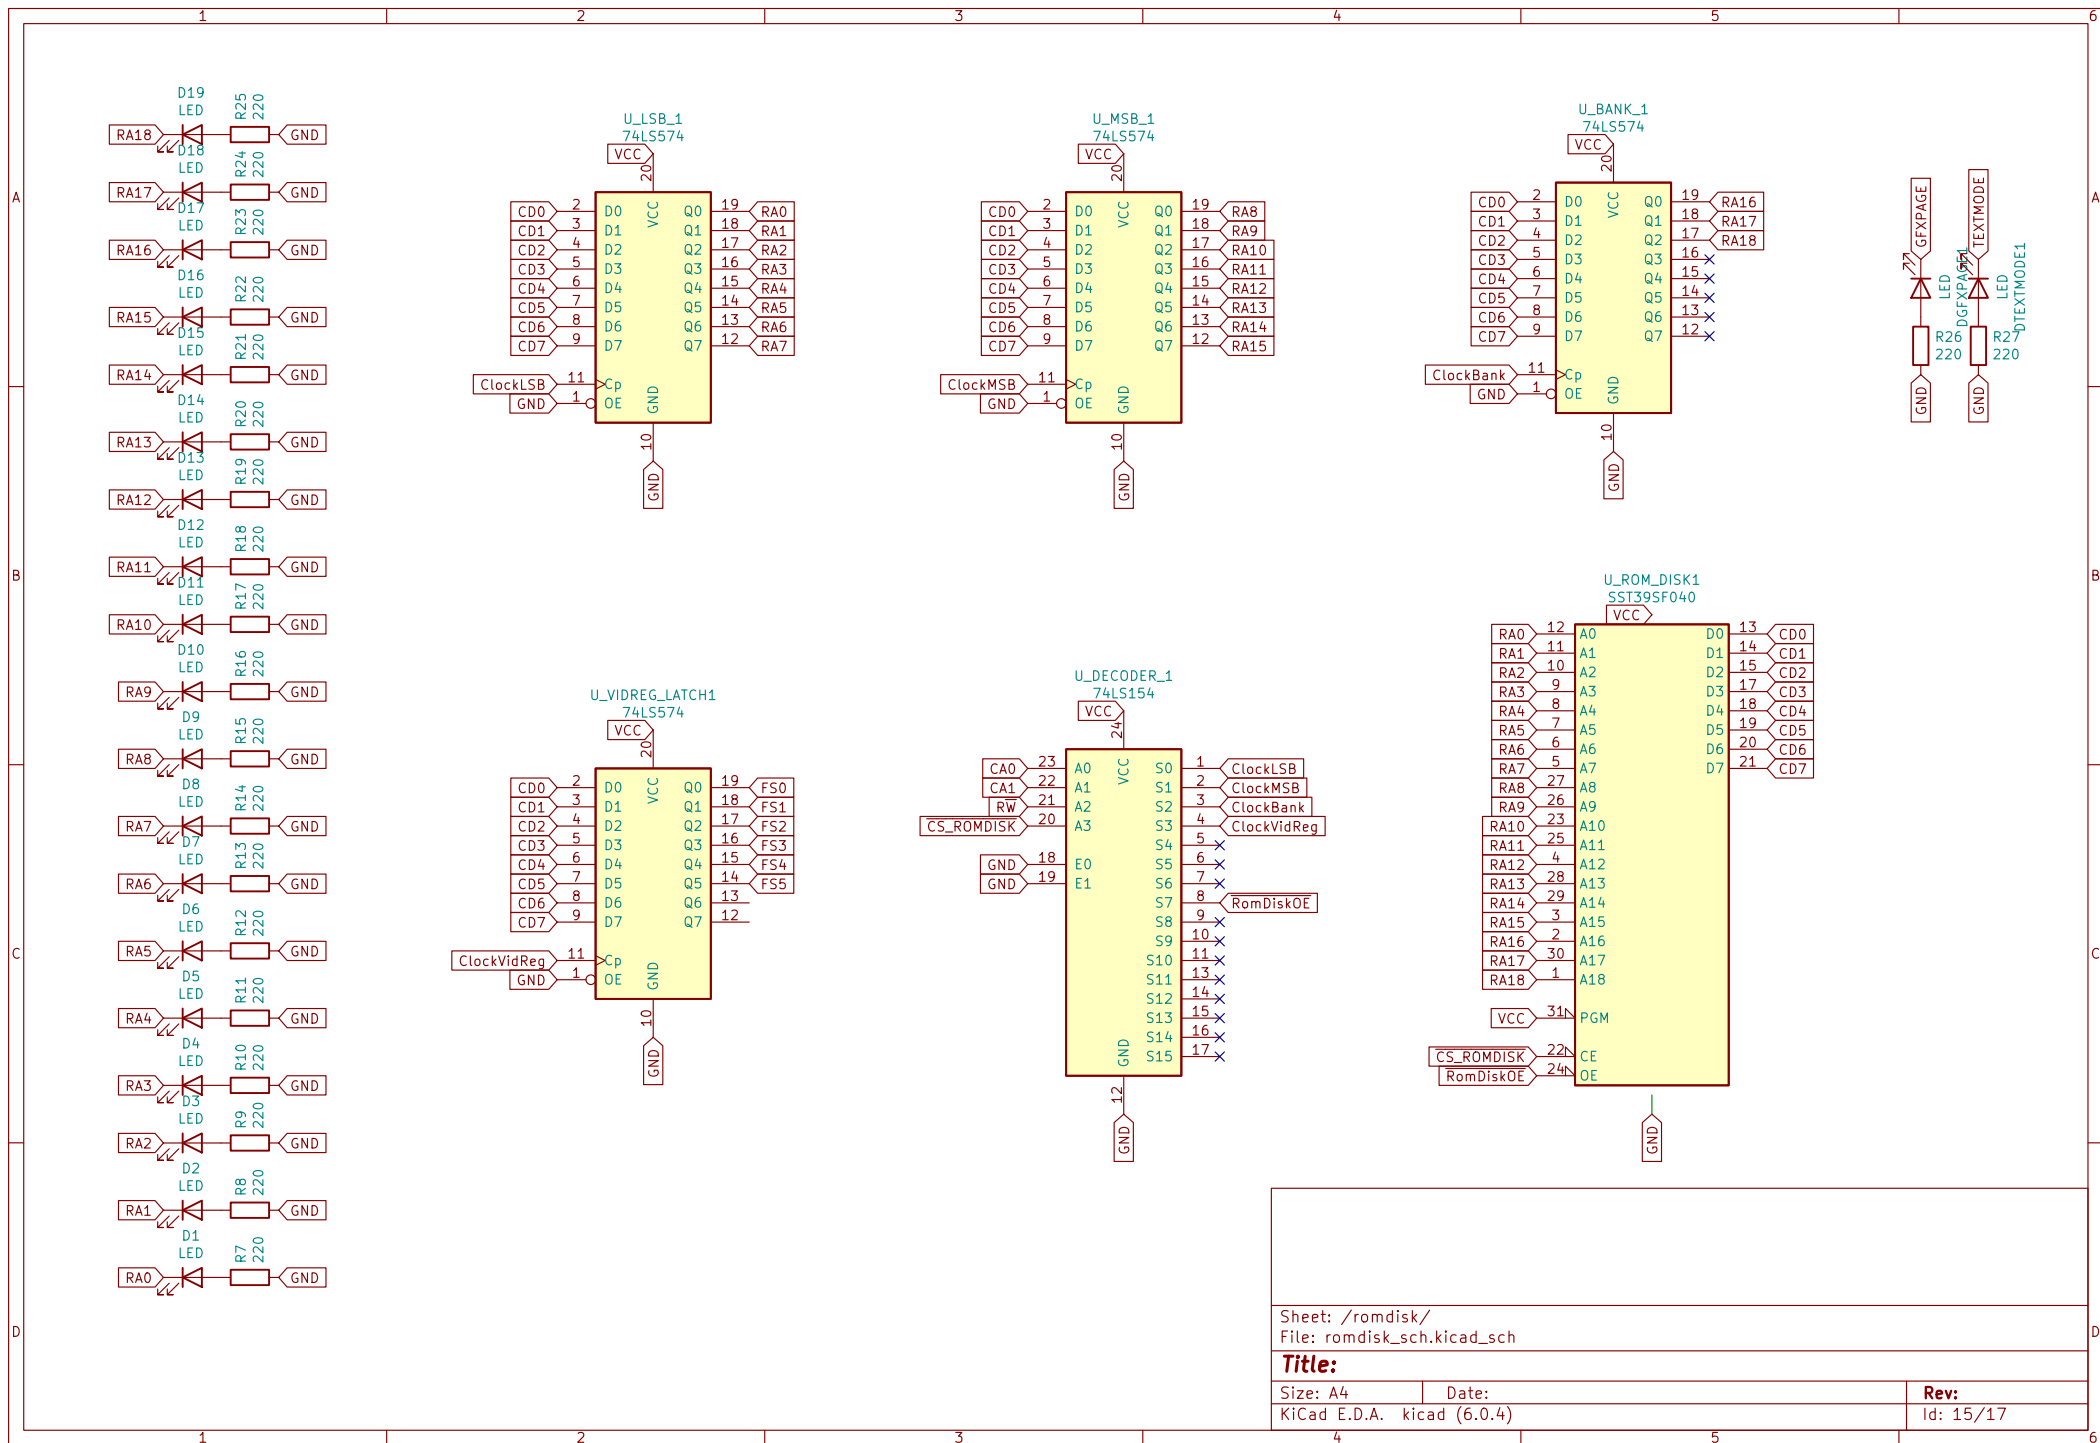 1 2 3 4 5 6
A
B
C
D
A
B
C
D
1 2 3 4 5 6
D19
LED
RA18
R25
220
GND
D18
LED
RA17
R24
220
GND
D17
LED
RA16
R23
220
GND
D16
LED
RA15
R22
220
GND
D15
LED
RA14
R21
220
GND
D14
LED
RA13
R20
220
GND
D13
LED
RA12
R19
220
GND
D12
LED
RA11
R18
220
GND
D11
LED
RA10
R17
220
GND
D10
LED
RA9
R16
220
GND
D9
LED
RA8
R15
220
GND
D8
LED
RA7
R14
220
GND
D7
LED
RA6
R13
220
GND
D6
LED
RA5
R12
220
GND
D5
LED
RA4
R11
220
GND
D4
LED
RA3
R10
220
GND
D3
LED
RA2
R9
220
GND
D2
LED
RA1
R8
220
GND
D1
LED
RA0
R7
220
GND
U_LSB_1
74LS574
VCC
20
VCC
CD0 2 D0 Q0 19 RA0
CD1 3 D1 Q1 18 RA1
CD2 4 D2 Q2 17 RA2
CD3 5 D3 Q3 16 RA3
CD4 6 D4 Q4 15 RA4
CD5 7 D5 Q5 14 RA5
CD6 8 D6 Q6 13 RA6
CD7 9 D7 Q7 12 RA7
ClockLSB 11 Cp
GND 1 OE
GND
10
GND
U_MSB_1
74LS574
VCC
20
VCC
CD0 2 D0 Q0 19 RA8
CD1 3 D1 Q1 18 RA9
CD2 4 D2 Q2 17 RA10
CD3 5 D3 Q3 16 RA11
CD4 6 D4 Q4 15 RA12
CD5 7 D5 Q5 14 RA13
CD6 8 D6 Q6 13 RA14
CD7 9 D7 Q7 12 RA15
ClockMSB 11 Cp
GND 1 OE
GND
10
GND
U_BANK_1
74LS574
VCC
20
VCC
CD0 2 D0 Q0 19 RA16
CD1 3 D1 Q1 18 RA17
CD2 4 D2 Q2 17 RA18
CD3 5 D3 Q3 16
CD4 6 D4 Q4 15
CD5 7 D5 Q5 14
CD6 8 D6 Q6 13
CD7 9 D7 Q7 12
ClockBank 11 Cp
GND 1 OE
GND
10
GND
GFXPAGE
LED
DGFXPAGE1
R26
220
GND
TEXTMODE
LED
DTEXTMODE1
R27
220
GND
U_VIDREG_LATCH1
74LS574
VCC
20
VCC
CD0 2 D0 Q0 19 FS0
CD1 3 D1 Q1 18 FS1
CD2 4 D2 Q2 17 FS2
CD3 5 D3 Q3 16 FS3
CD4 6 D4 Q4 15 FS4
CD5 7 D5 Q5 14 FS5
CD6 8 D6 Q6 13
CD7 9 D7 Q7 12
ClockVidReg 11 Cp
GND 1 OE
GND
10
GND
U_DECODER_1
74LS154
VCC
24
VCC
CA0 23 A0 S0 1 ClockLSB
CA1 22 A1 S1 2 ClockMSB
RW 21 A2 S2 3 ClockBank
CS_ROMDISK 20 A3 S3 4 ClockVidReg
S4 5
GND 18 E0 S5 6
GND 19 E1 S6 7
S7 8 RomDiskOE
S8 9
S9 10
S10 11
S11 13
S12 14
S13 15
S14 16
S15 17
GND
12
GND
U_ROM_DISK1
SST39SF040
VCC
RA0 12 A0 D0 13 CD0
RA1 11 A1 D1 14 CD1
RA2 10 A2 D2 15 CD2
RA3 9 A3 D3 17 CD3
RA4 8 A4 D4 18 CD4
RA5 7 A5 D5 19 CD5
RA6 6 A6 D6 20 CD6
RA7 5 A7 D7 21 CD7
RA8 27 A8
RA9 26 A9
RA10 23 A10
RA11 25 A11
RA12 4 A12
RA13 28 A13
RA14 29 A14
RA15 3 A15
RA16 2 A16
RA17 30 A17
RA18 1 A18
VCC 31 PGM
CS_ROMDISK 22 CE
RomDiskOE 24 OE
GND
Sheet: /romdisk/
File: romdisk_sch.kicad_sch
Title:
Size: A4 Date: Rev:
KiCad E.D.A. kicad (6.0.4) Id: 15/17